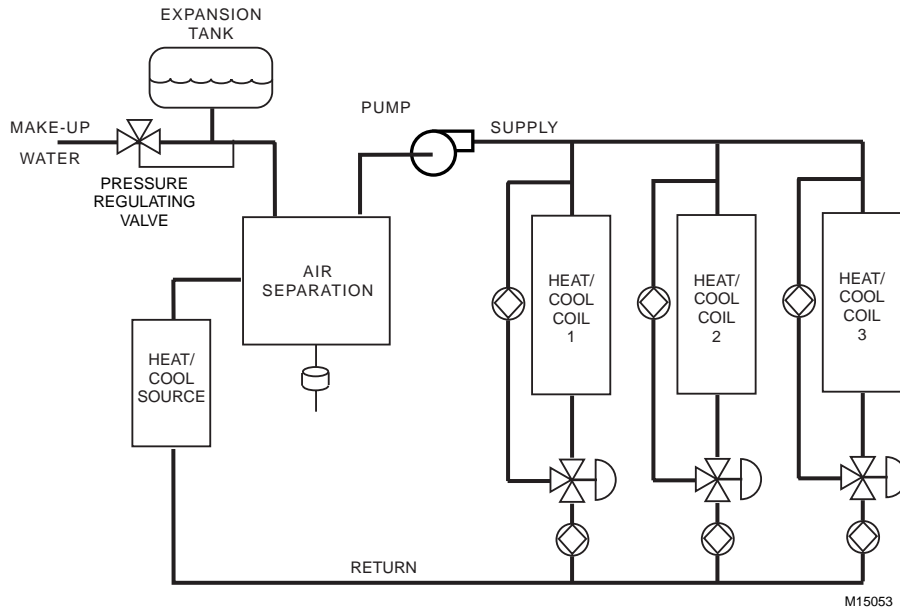 EXPANSION
TANK
MAKE-UP
WATER
PRESSURE
REGULATING
VALVE
PUMP
SUPPLY
AIR
SEPARATION
HEAT/
COOL
SOURCE
HEAT/
COOL
COIL
1
HEAT/
COOL
COIL
2
HEAT/
COOL
COIL
3
RETURN
M15053